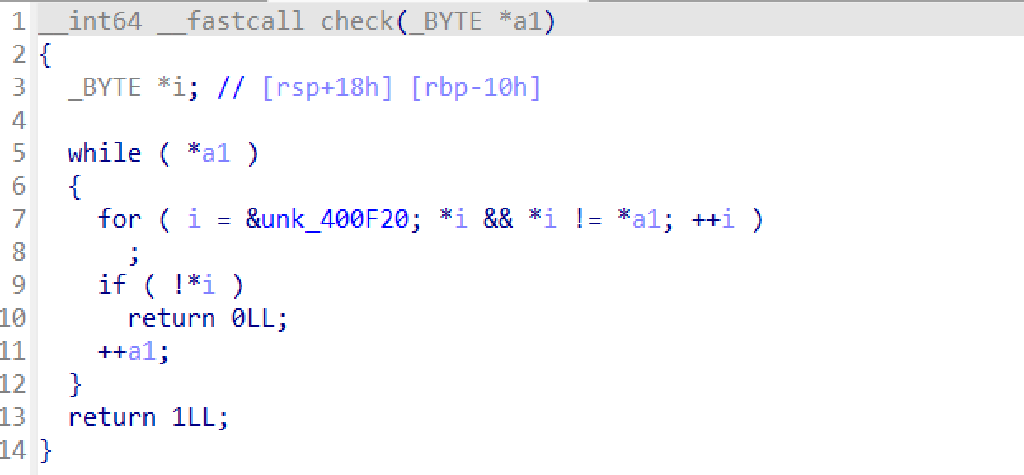 1 __int64 __fastcall check(_BYTE *a1)
2 {
3 _BYTE *i; // [rsp+18h] [rbp-10h]
4
5 while ( *a1 )
6 {
7 for ( i = &unk_400F20; *i && *i != *a1; ++i )
8 ;
9 if ( !*i )
10 return 0LL;
11 ++a1;
12 }
13 return 1LL;
14 }